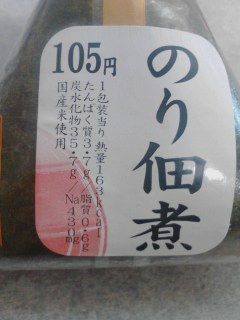 のり佃煮
105円
1包装当り 熱量163kcal
たんぱく質3.7g／脂質0.6g
炭水化物35.7g／Na430mg
国産米使用